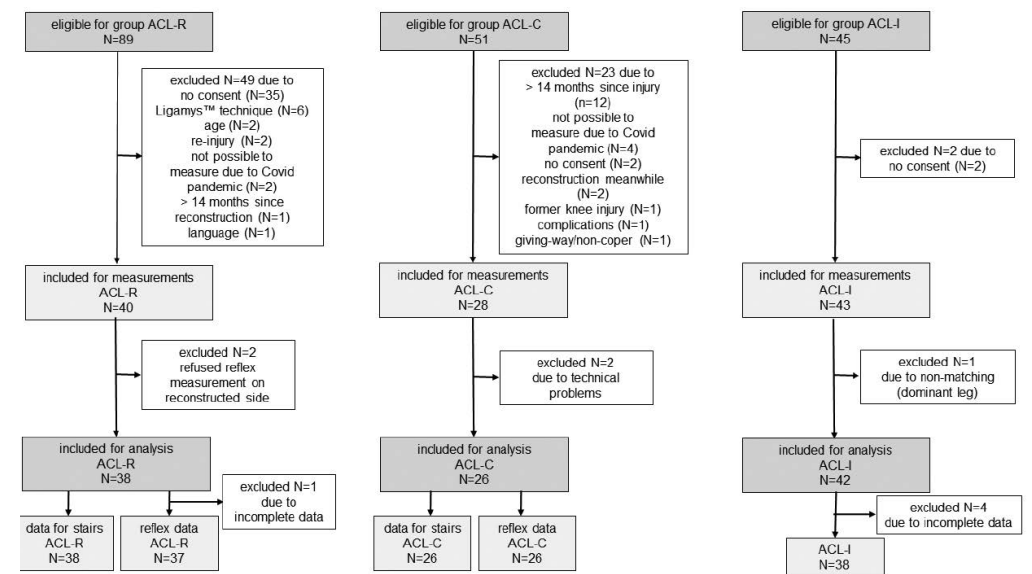 eligible for group ACL-R
N=89
excluded N=49 due to
no consent (N=35)
Ligamys™ technique (N=6)
age (N=2)
re-injury (N=2)
not possible to
measure due to Covid
pandemic (N=2)
> 14 months since
reconstruction (N=1)
language (N=1)
included for measurements
ACL-R
N=40
excluded N=2
refused reflex
measurement on
reconstructed side
included for analysis
ACL-R
N=38
excluded N=1
due to
incomplete data
data for stairs
ACL-R
N=38
reflex data
ACL-R
N=37
eligible for group ACL-C
N=51
excluded N=23 due to
> 14 months since injury
(n=12)
not possible to
measure due to Covid
pandemic (N=4)
no consent (N=2)
reconstruction meanwhile
(N=2)
former knee injury (N=1)
complications (N=1)
giving-way/non-coper (N=1)
included for measurements
ACL-C
N=28
excluded N=2
due to technical
problems
included for analysis
ACL-C
N=26
data for stairs
ACL-C
N=26
reflex data
ACL-C
N=26
eligible for group ACL-I
N=45
excluded N=2 due to
no consent (N=2)
included for measurements
ACL-I
N=43
excluded N=1
due to non-matching
(dominant leg)
included for analysis
ACL-I
N=42
excluded N=4
due to incomplete data
ACL-I
N=38